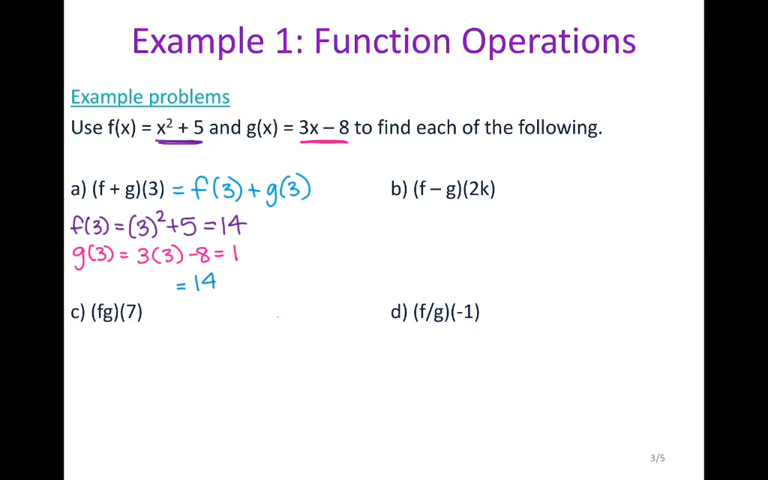 Example 1: Function Operations
Example problems
Use f(x) = x² + 5 and g(x) = 3x – 8 to find each of the following.
a) (f + g)(3) = f(3) + g(3)
b) (f – g)(2k)
f(3) = (3)² + 5 = 14
g(3) = 3(3) - 8 = 1
= 14
c) (fg)(7)
d) (f/g)(-1)
3/5